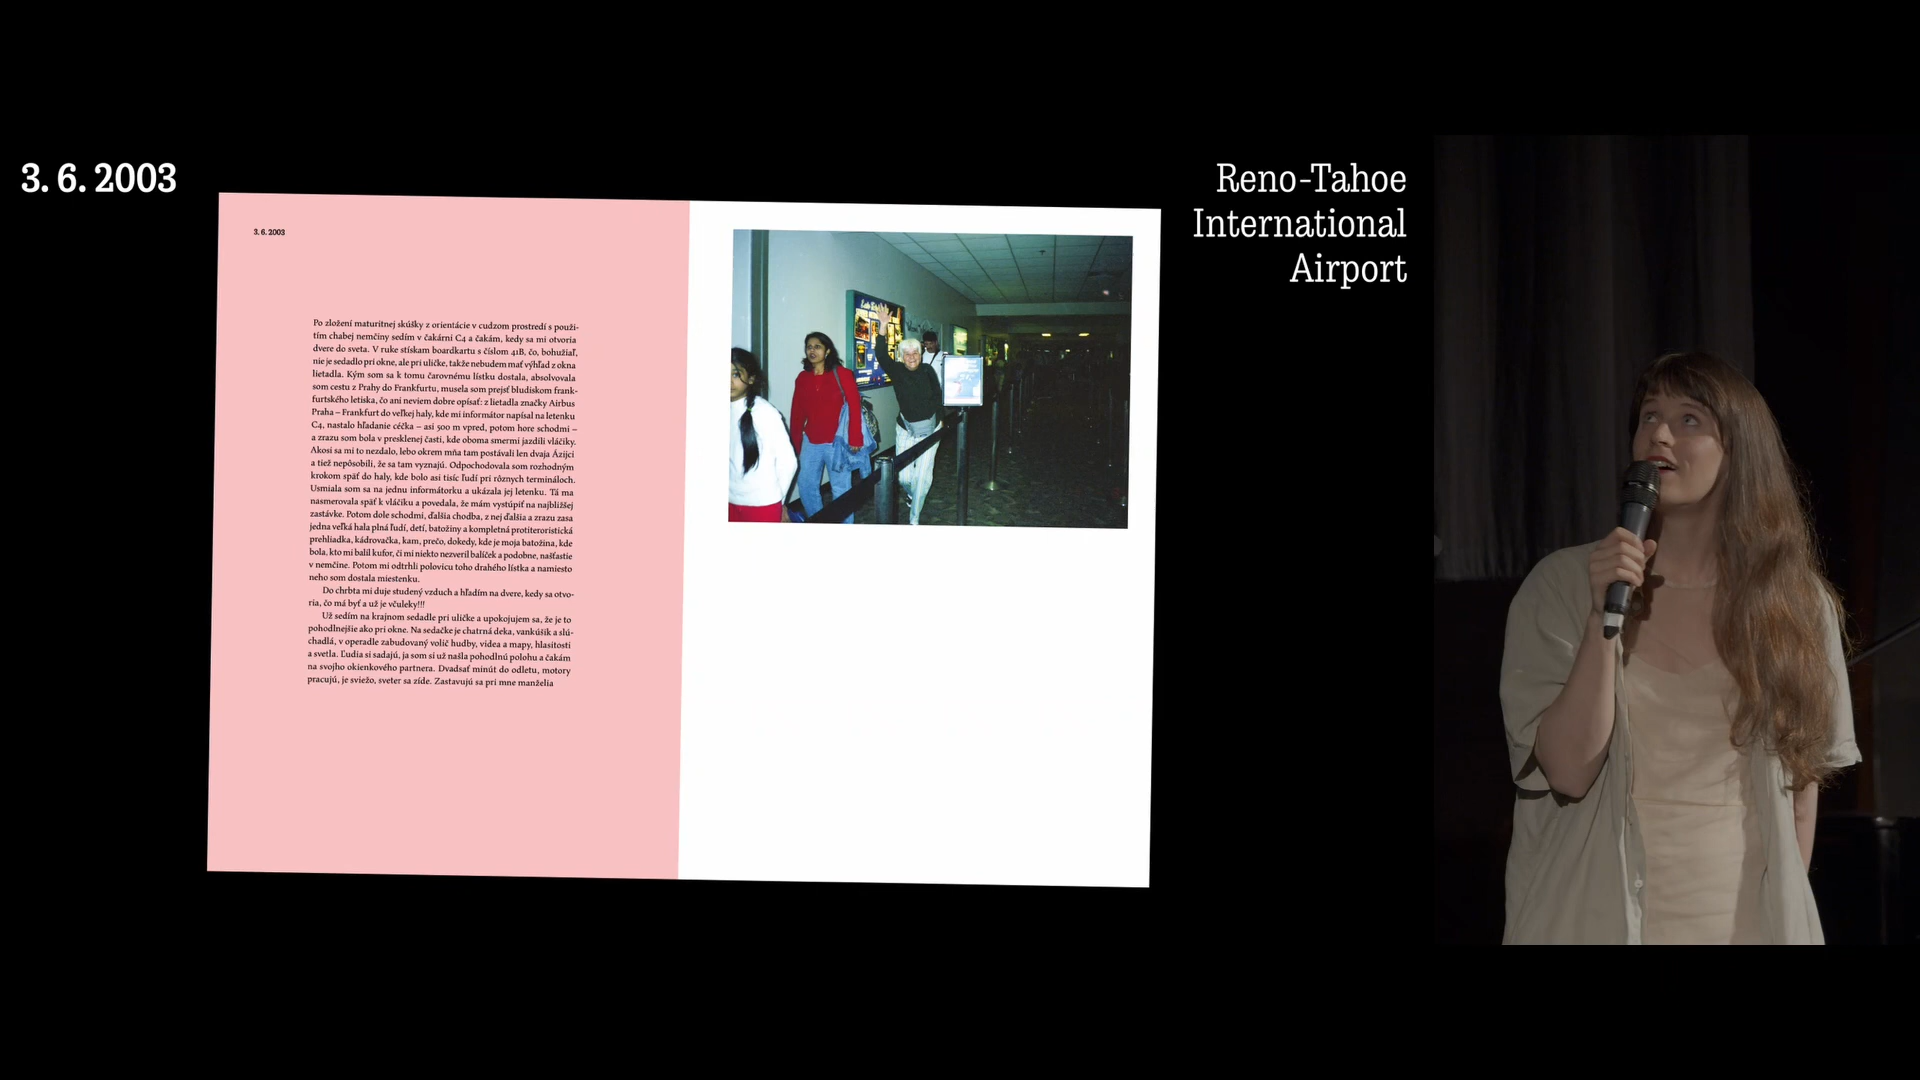 3. 6. 2003
3. 6. 2003
Po zložení maturitnej skúšky z orientácie v cudzom prostredí s použi-
tím chabej nemčiny sedím v čakárni C4 a čakám, kedy sa mi otvoria
dvere do sveta. V ruke stískam boardkartu s číslom 41B, čo, bohužiaľ,
nie je sedadlo pri okne, ale pri uličke, takže nebudem mať výhľad z okna
lietadla. Kým som sa k tomu čarovnému lístku dostala, absolvovala
som cestu z Prahy do Frankfurtu, musela som prejsť bludiskom frank-
furtského letiska, čo ani neviem dobre opísať: z lietadla značky Airbus
Praha – Frankfurt do veľkej haly, kde mi informátor napísal na letenku
C4, nastalo hľadanie céčka – asi 500 m vpred, potom hore schodmi –
a zrazu som bola v presklenej časti, kde oboma smermi jazdili vláčiky.
Akosi sa mi to nezdalo, lebo okrem mňa tam postávali len dvaja Ázijci
a tiež nepôsobili, že sa tam vyznajú. Odpochodovala som rozhodným
krokom späť do haly, kde bolo asi tisíc ľudí pri rôznych termináloch.
Usmiala som sa na jednu informátorku a ukázala jej letenku. Tá ma
nasmerovala späť k vláčiku a povedala, že mám vystúpiť na najbližšej
zastávke. Potom dole schodmi, ďalšia chodba, z nej ďalšia a zrazu zasa
jedna veľká hala plná ľudí, detí, batožiny a kompletná protiteroristická
prehliadka, kádrovačka, kam, prečo, dokedy, kde je moja batožina, kde
bola, kto mi balil kufor, či mi niekto nezveril balíček a podobne, našťastie
v nemčine. Potom mi odtrhli polovicu toho drahého lístka a namiesto
neho som dostala miestenku.
Do chrbta mi duje studený vzduch a hľadím na dvere, kedy sa otvo-
ria, čo má byť a už je včuleky!!!
Už sedím na krajnom sedadle pri uličke a upokojujem sa, že je to
pohodlnejšie ako pri okne. Na sedačke je chatrná deka, vankúšik a slú-
chadlá, v operadle zabudovaný volič hudby, videa a mapy, hlasitosti
a svetla. Ľudia si sadajú, ja som si už našla pohodlnú polohu a čakám
na svojho okienkového partnera. Dvadsať minút do odletu, motory
pracujú, je sviežo, sveter sa zíde. Zastavujú sa pri mne manželia
Reno-Tahoe
International
Airport